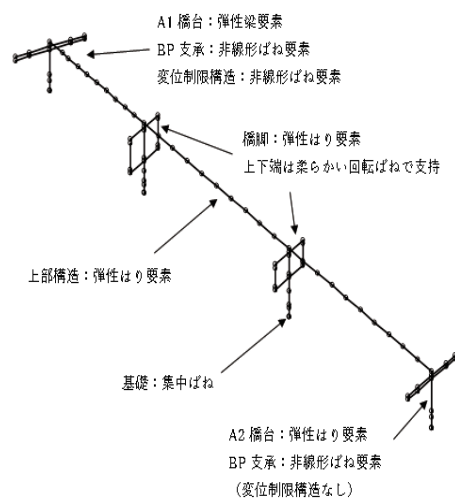 A1 橋台：弾性梁要素
BP 支承：非線形ばね要素
変位制限構造：非線形ばね要素
橋脚：弾性はり要素
上下端は柔らかい回転ばねで支持
上部構造：弾性はり要素
基礎：集中ばね
A2 橋台：弾性はり要素
BP 支承：非線形ばね要素
（変位制限構造なし）